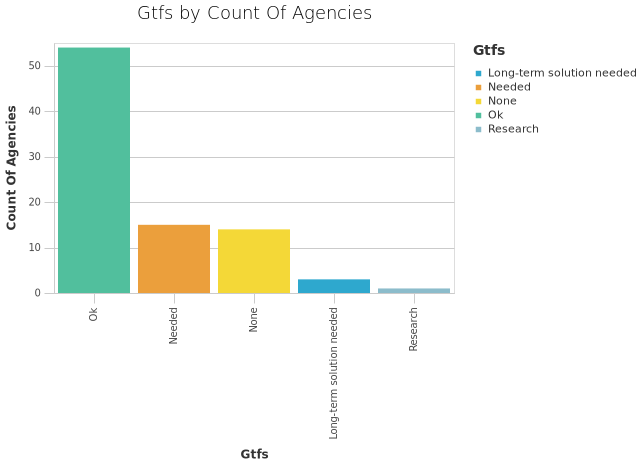 Gtfs by Count Of Agencies
Count Of Agencies
50
40
30
20
10
0
Ok
Needed
None
Long-term solution needed
Research
Gtfs
Gtfs
Long-term solution needed
Needed
None
Ok
Research